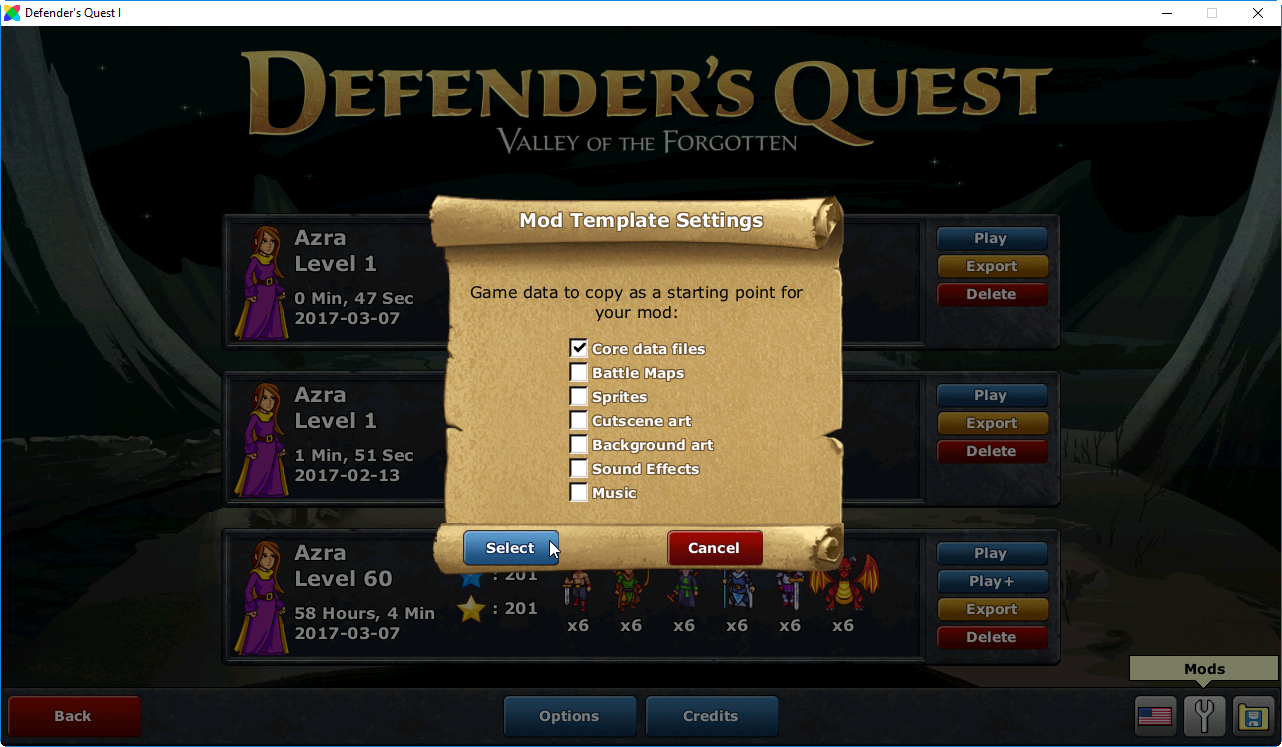 Defender's Quest I
DEFENDER'S QUEST
VALLEY OF THE FORGOTTEN
Mod Template Settings
Game data to copy as a starting point for
your mod:
Core data files
Battle Maps
Sprites
Cutscene art
Background art
Sound Effects
Music
Select
Cancel
Azra
Level 1
0 Min, 47 Sec
2017-03-07
Play
Export
Delete
Azra
Level 1
1 Min, 51 Sec
2017-02-13
Play
Export
Delete
Azra
Level 60
58 Hours, 4 Min
2017-03-07
: 201
: 201
x6 x6 x6 x6 x6 x6
Play
Play+
Export
Delete
Mods
Back
Options
Credits